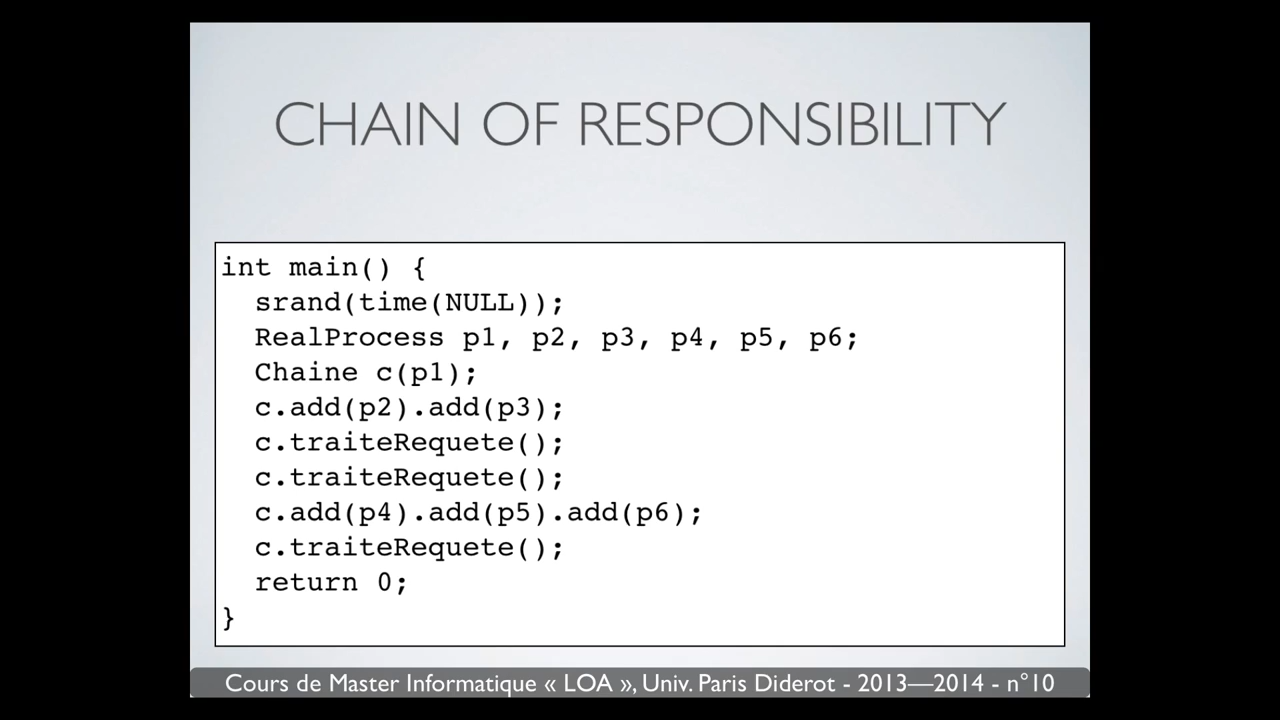 CHAIN OF RESPONSIBILITY
int main() {
  srand(time(NULL));
  RealProcess p1, p2, p3, p4, p5, p6;
  Chaine c(p1);
  c.add(p2).add(p3);
  c.traiteRequete();
  c.traiteRequete();
  c.add(p4).add(p5).add(p6);
  c.traiteRequete();
  return 0;
}
Cours de Master Informatique « LOA », Univ. Paris Diderot - 2013—2014 - n°10